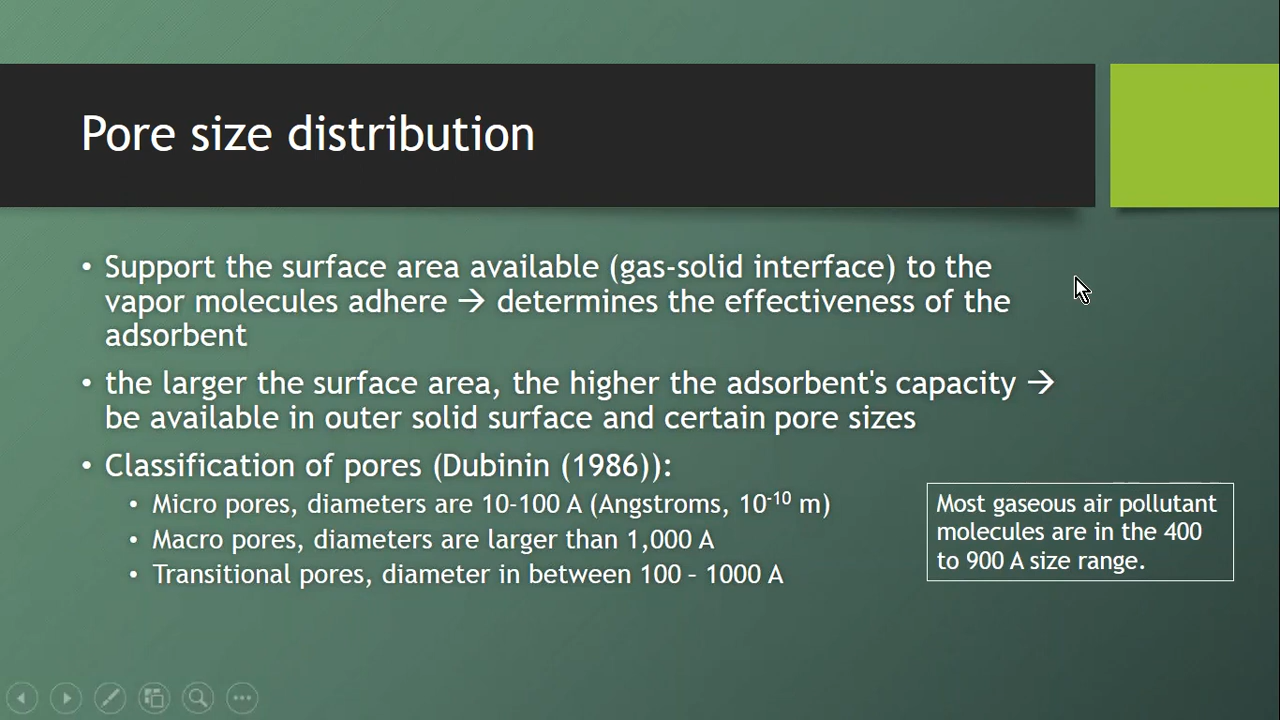 Pore size distribution
• Support the surface area available (gas-solid interface) to the
vapor molecules adhere → determines the effectiveness of the
adsorbent
• the larger the surface area, the higher the adsorbent's capacity →
be available in outer solid surface and certain pore sizes
• Classification of pores (Dubinin (1986)):
• Micro pores, diameters are 10-100 A (Angstroms, 10⁻¹⁰ m)
• Macro pores, diameters are larger than 1,000 A
• Transitional pores, diameter in between 100 – 1000 A
Most gaseous air pollutant
molecules are in the 400
to 900 A size range.